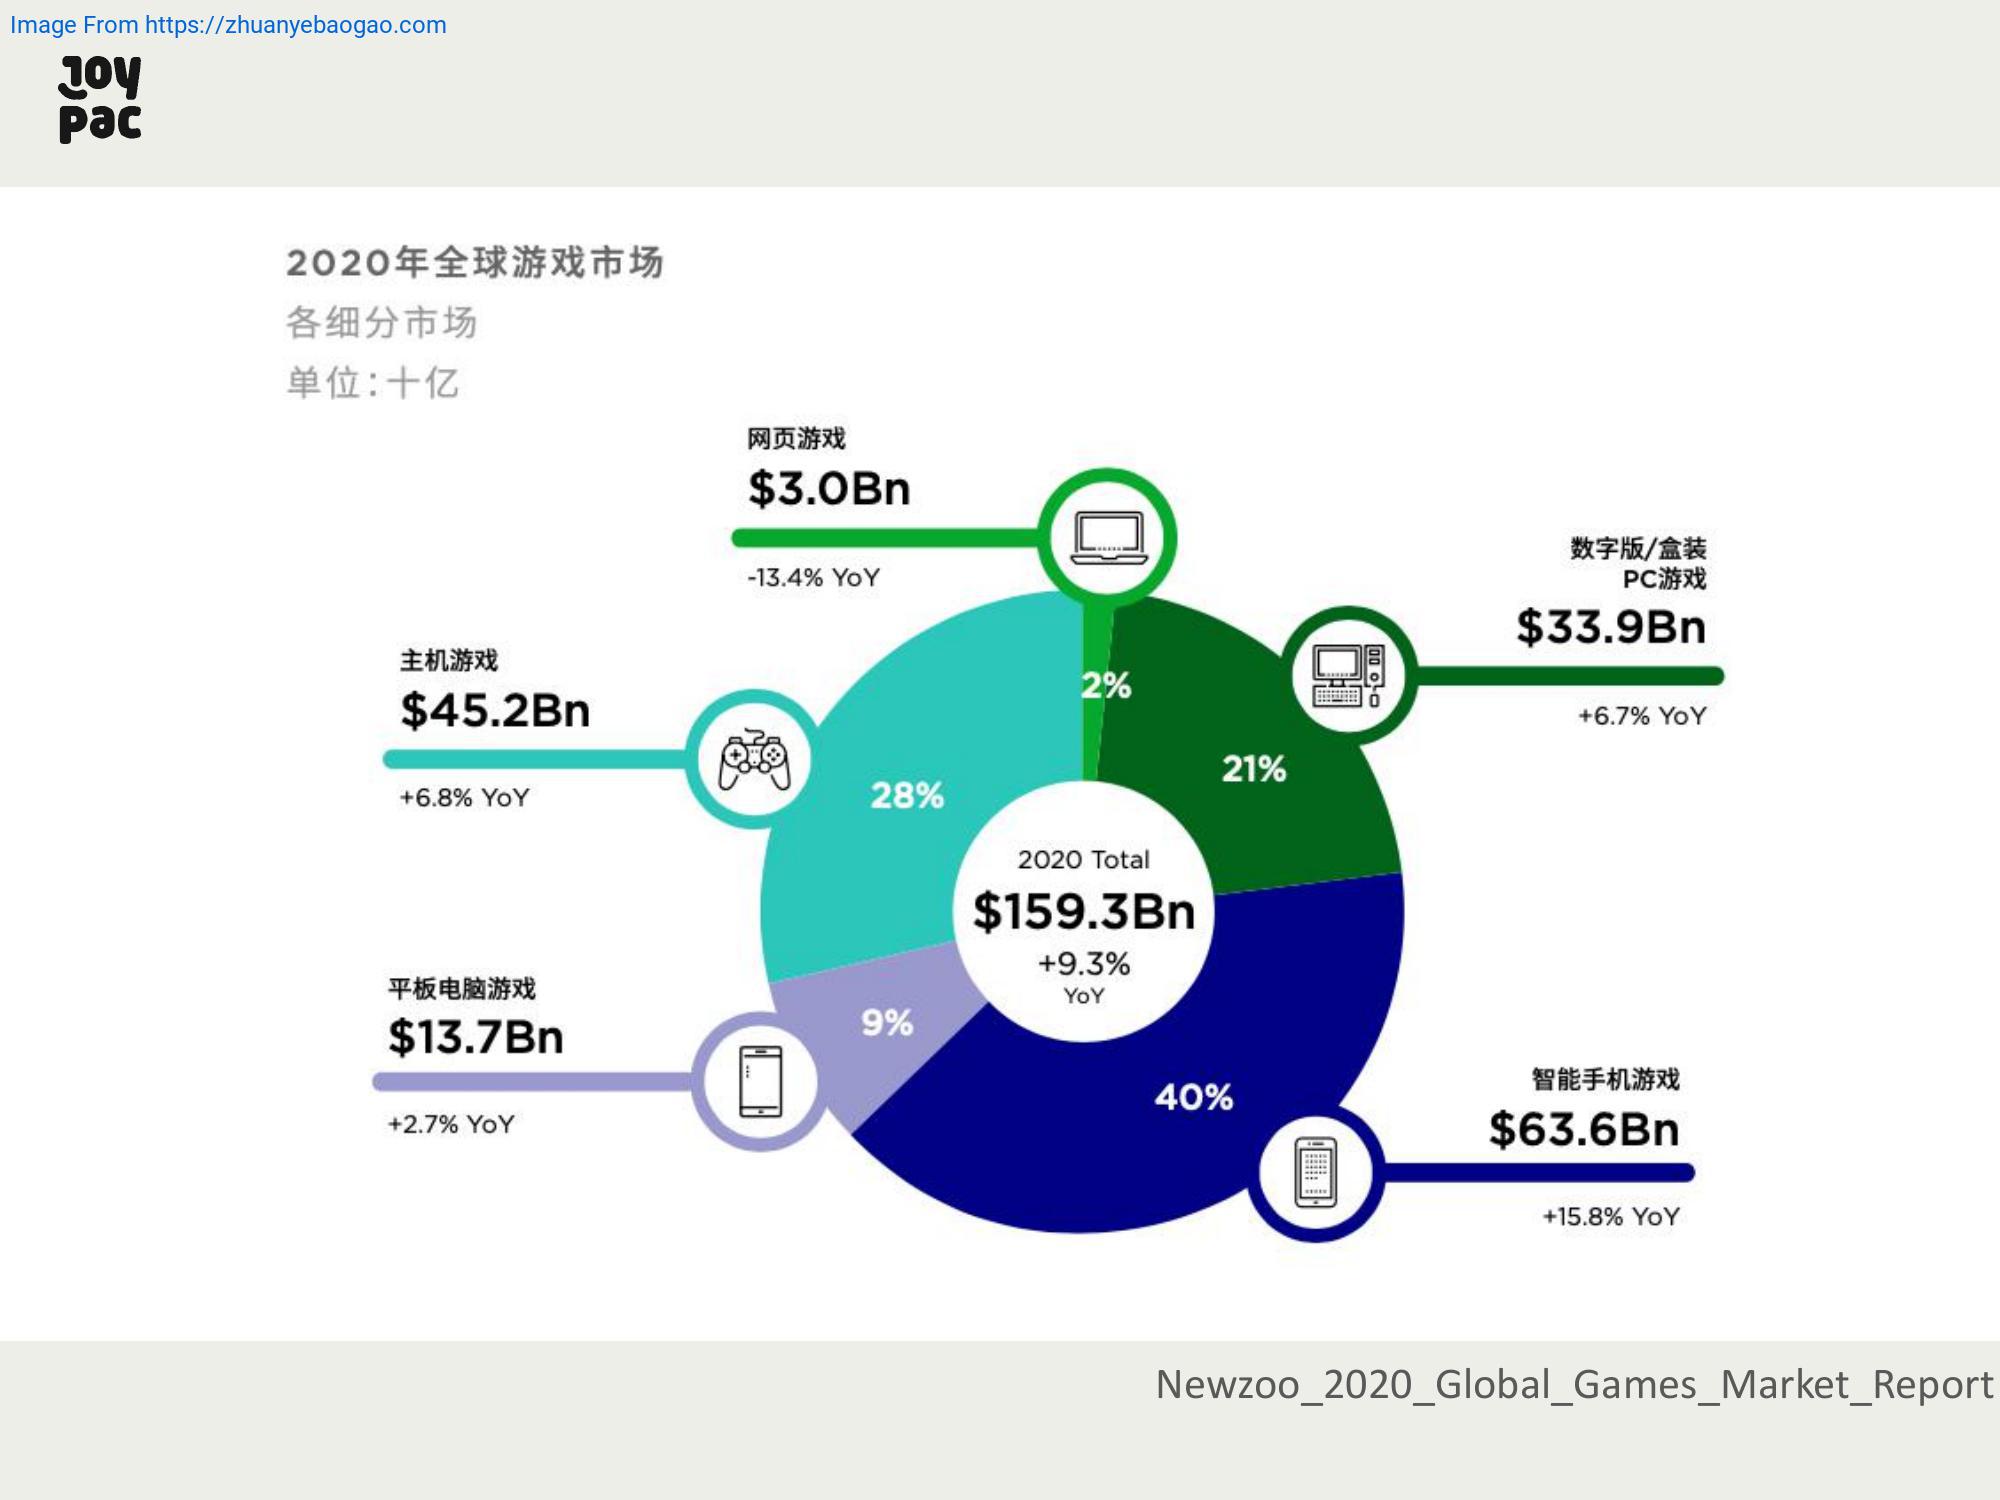 Image From https://zhuanyebaogao.com
Joy
pac
2020年全球游戏市场
各细分市场
单位:十亿
网页游戏
$3.0Bn
-13.4% YoY
数字版/盒装
PC游戏
$33.9Bn
+6.7% YoY
主机游戏
$45.2Bn
+6.8% YoY
2%
21%
28%
2020 Total
$159.3Bn
+9.3%
YoY
平板电脑游戏
$13.7Bn
+2.7% YoY
9%
40%
智能手机游戏
$63.6Bn
+15.8% YoY
Newzoo_2020_Global_Games_Market_Report